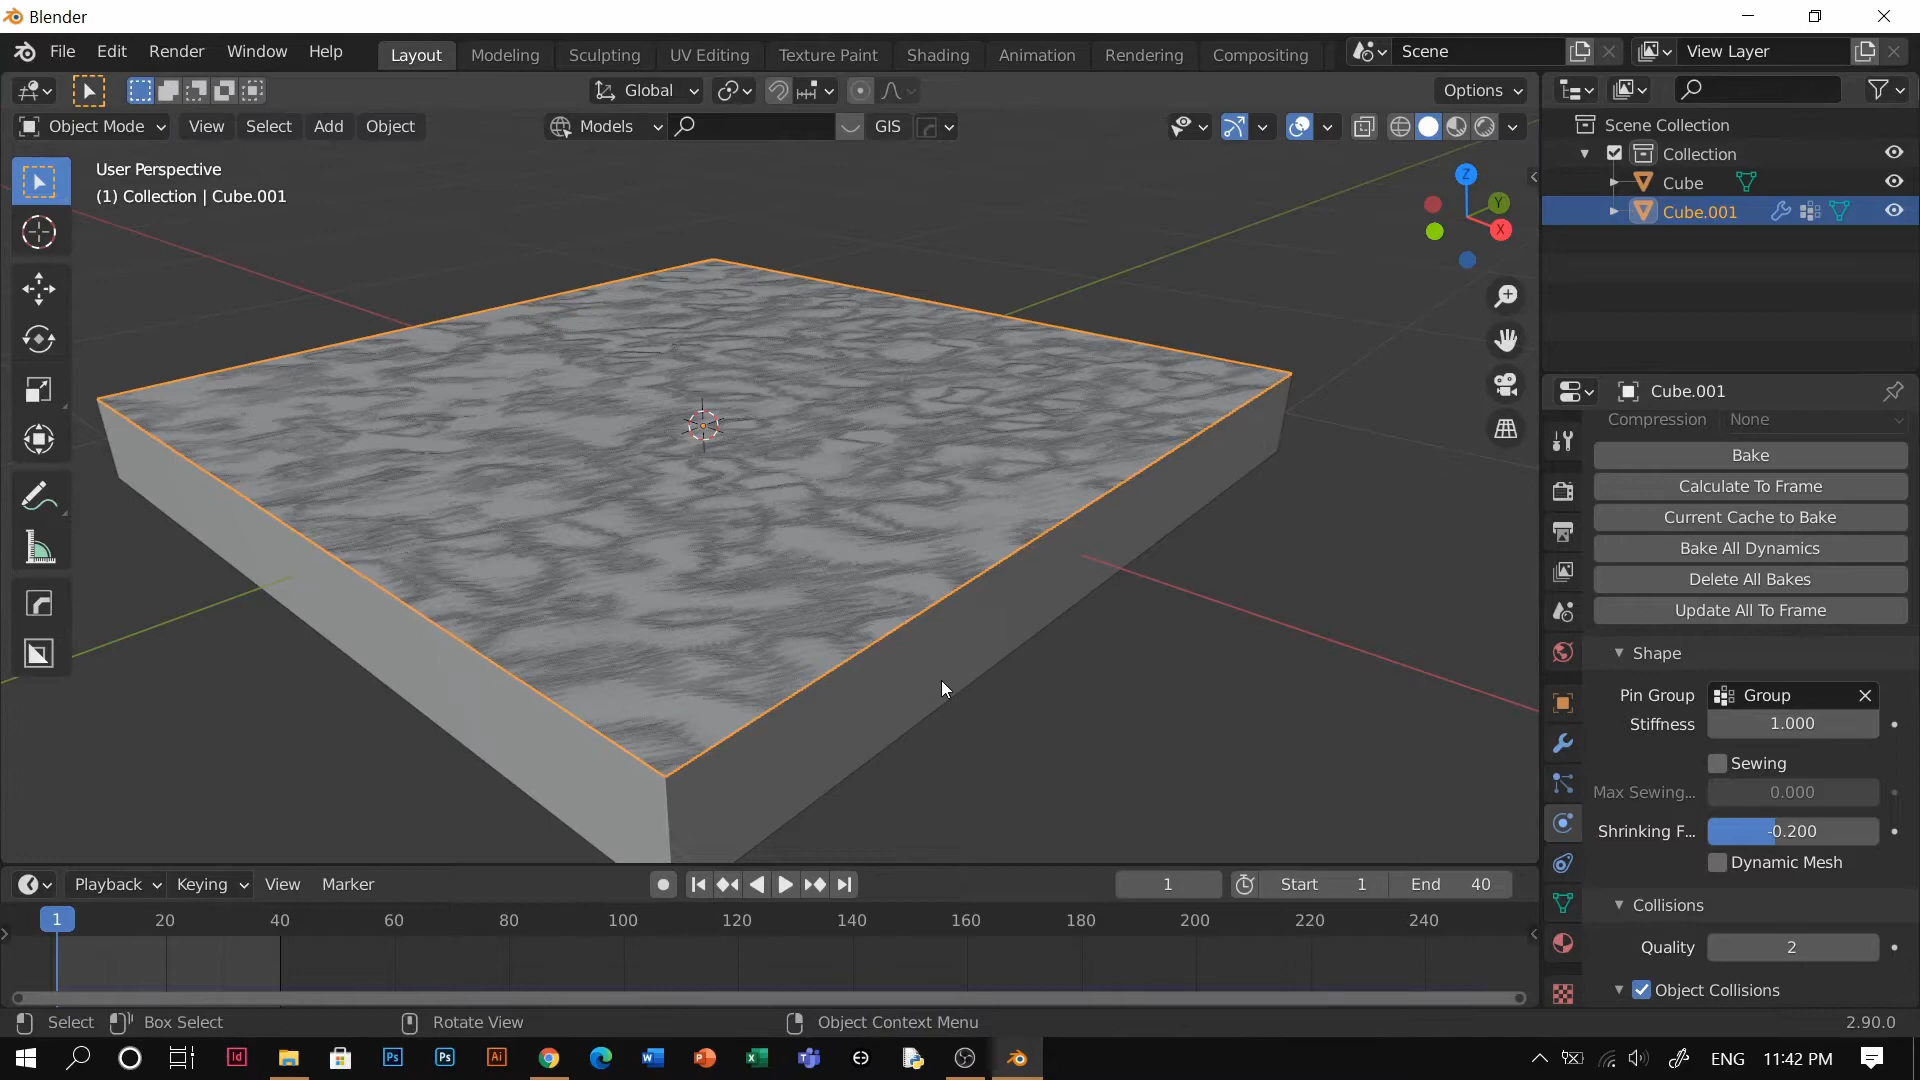 Blender
File Edit Render Window Help Layout Modeling Sculpting UV Editing Texture Paint Shading Animation Rendering Compositing Scene View Layer
Global Options
Object Mode View Select Add Object Models GIS
User Perspective
(1) Collection | Cube.001
Z
Y
X
Scene Collection
Collection
Cube
Cube.001
Cube.001
Compression None
Bake
Calculate To Frame
Current Cache to Bake
Bake All Dynamics
Delete All Bakes
Update All To Frame
Shape
Pin Group Group
Stiffness 1.000
Sewing
Max Sewing... 0.000
Shrinking F... -0.200
Dynamic Mesh
Collisions
Quality 2
Object Collisions
Playback Keying View Marker 1 Start 1 End 40
1 20 40 60 80 100 120 140 160 180 200 220 240
Select Box Select Rotate View Object Context Menu 2.90.0
Id Ps Ps Ai ENG 11:42 PM